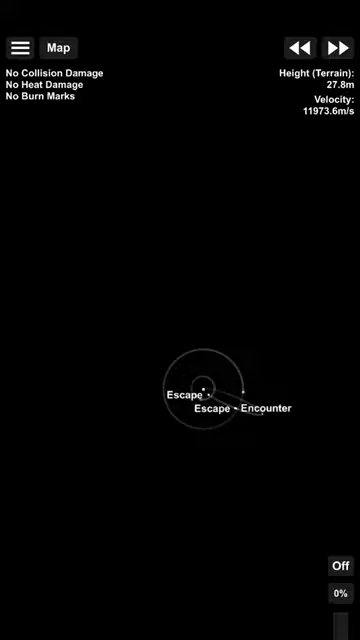 Map
No Collision Damage
No Heat Damage
No Burn Marks
Height (Terrain):
27.8m
Velocity:
11973.6m/s
Escape
Escape - Encounter
Off
0%